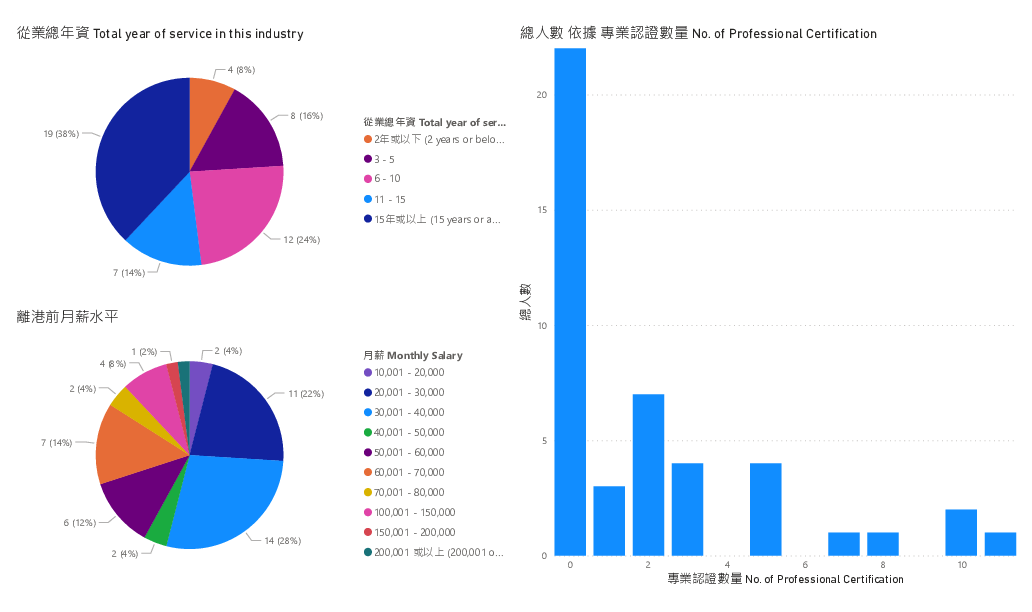 從業總年資 Total year of service in this industry
4 (8%)
8 (16%)
12 (24%)
7 (14%)
19 (38%)
從業總年資 Total year of ser...
2年或以下 (2 years or belo...
3 - 5
6 - 10
11 - 15
15年或以上 (15 years or a...
離港前月薪水平
2 (4%)
11 (22%)
14 (28%)
2 (4%)
6 (12%)
7 (14%)
2 (4%)
4 (8%)
1 (2%)
月薪 Monthly Salary
10,001 - 20,000
20,001 - 30,000
30,001 - 40,000
40,001 - 50,000
50,001 - 60,000
60,001 - 70,000
70,001 - 80,000
100,001 - 150,000
150,001 - 200,000
200,001 或以上 (200,001 o...
總人數 依據 專業認證數量 No. of Professional Certification
總人數
20
15
10
5
0
0 2 4 6 8 10
專業認證數量 No. of Professional Certification